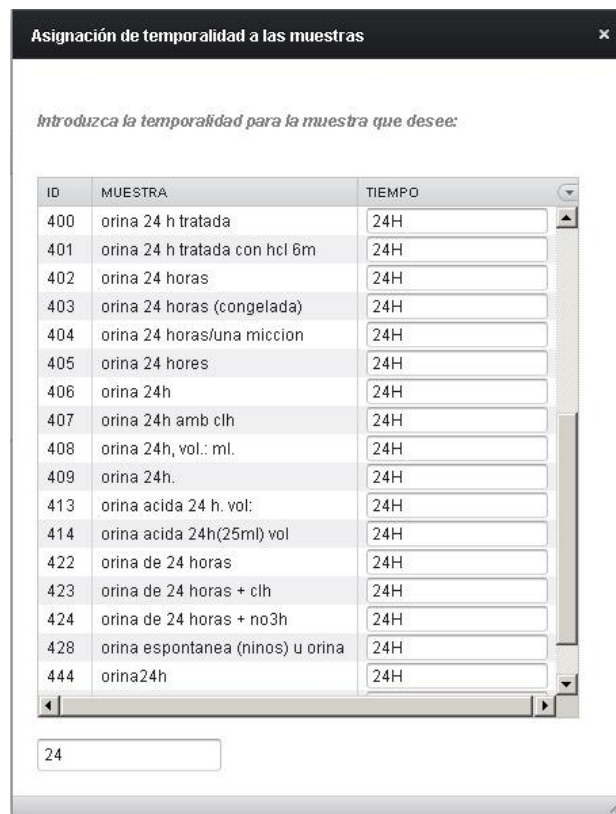 Asignación de temporalidad a las muestras
Introduzca la temporalidad para la muestra que desee:
ID MUESTRA TIEMPO
400 orina 24 h tratada 24H
401 orina 24 h tratada con hcl 6m 24H
402 orina 24 horas 24H
403 orina 24 horas (congelada) 24H
404 orina 24 horas/una miccion 24H
405 orina 24 hores 24H
406 orina 24h 24H
407 orina 24h amb clh 24H
408 orina 24h, vol.: ml. 24H
409 orina 24h. 24H
413 orina acida 24 h. vol: 24H
414 orina acida 24h(25ml) vol 24H
422 orina de 24 horas 24H
423 orina de 24 horas + clh 24H
424 orina de 24 horas + no3h 24H
428 orina espontanea (ninos) u orina 24H
444 orina24h 24H
24